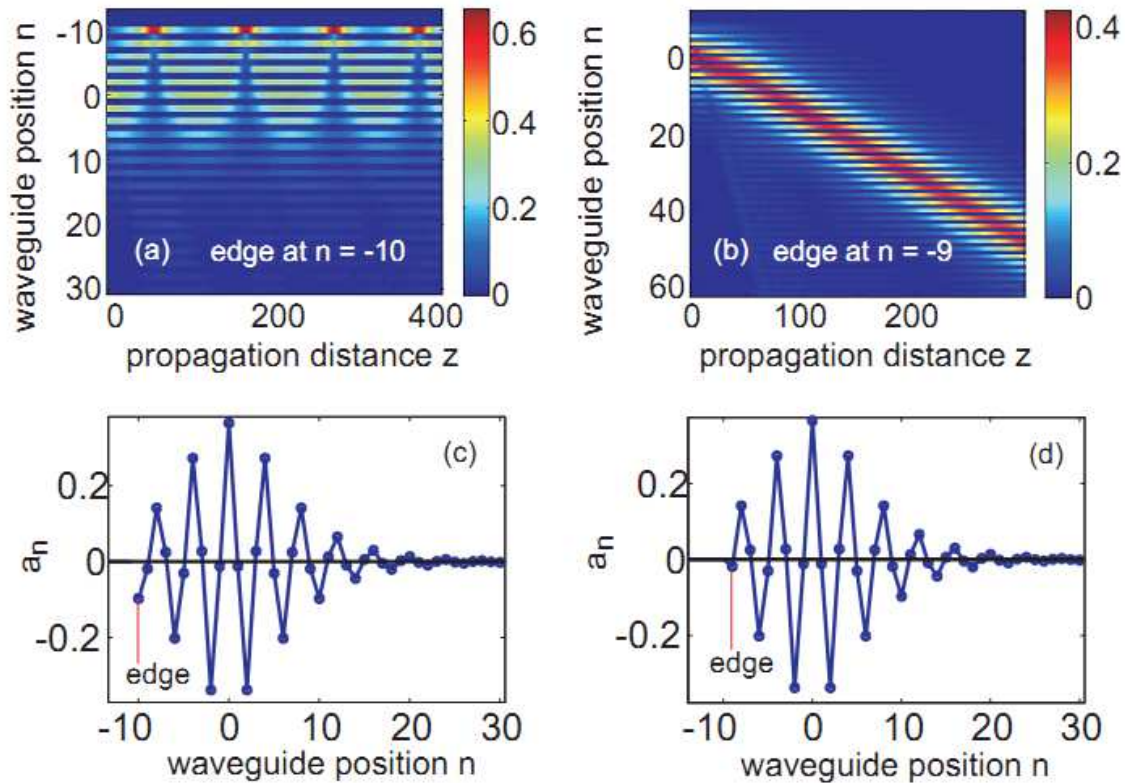 waveguide position n
-10
0
10
20
30
(a) edge at n = -10
0 200 400
propagation distance z
0.6
0.4
0.2
0
waveguide position n
0
20
40
60
(b) edge at n = -9
0 100 200
propagation distance z
0.4
0.2
0
a_n
0.2
0
-0.2
(c)
edge
-10 0 10 20 30
waveguide position n
a_n
0.2
0
-0.2
(d)
edge
-10 0 10 20 30
waveguide position n